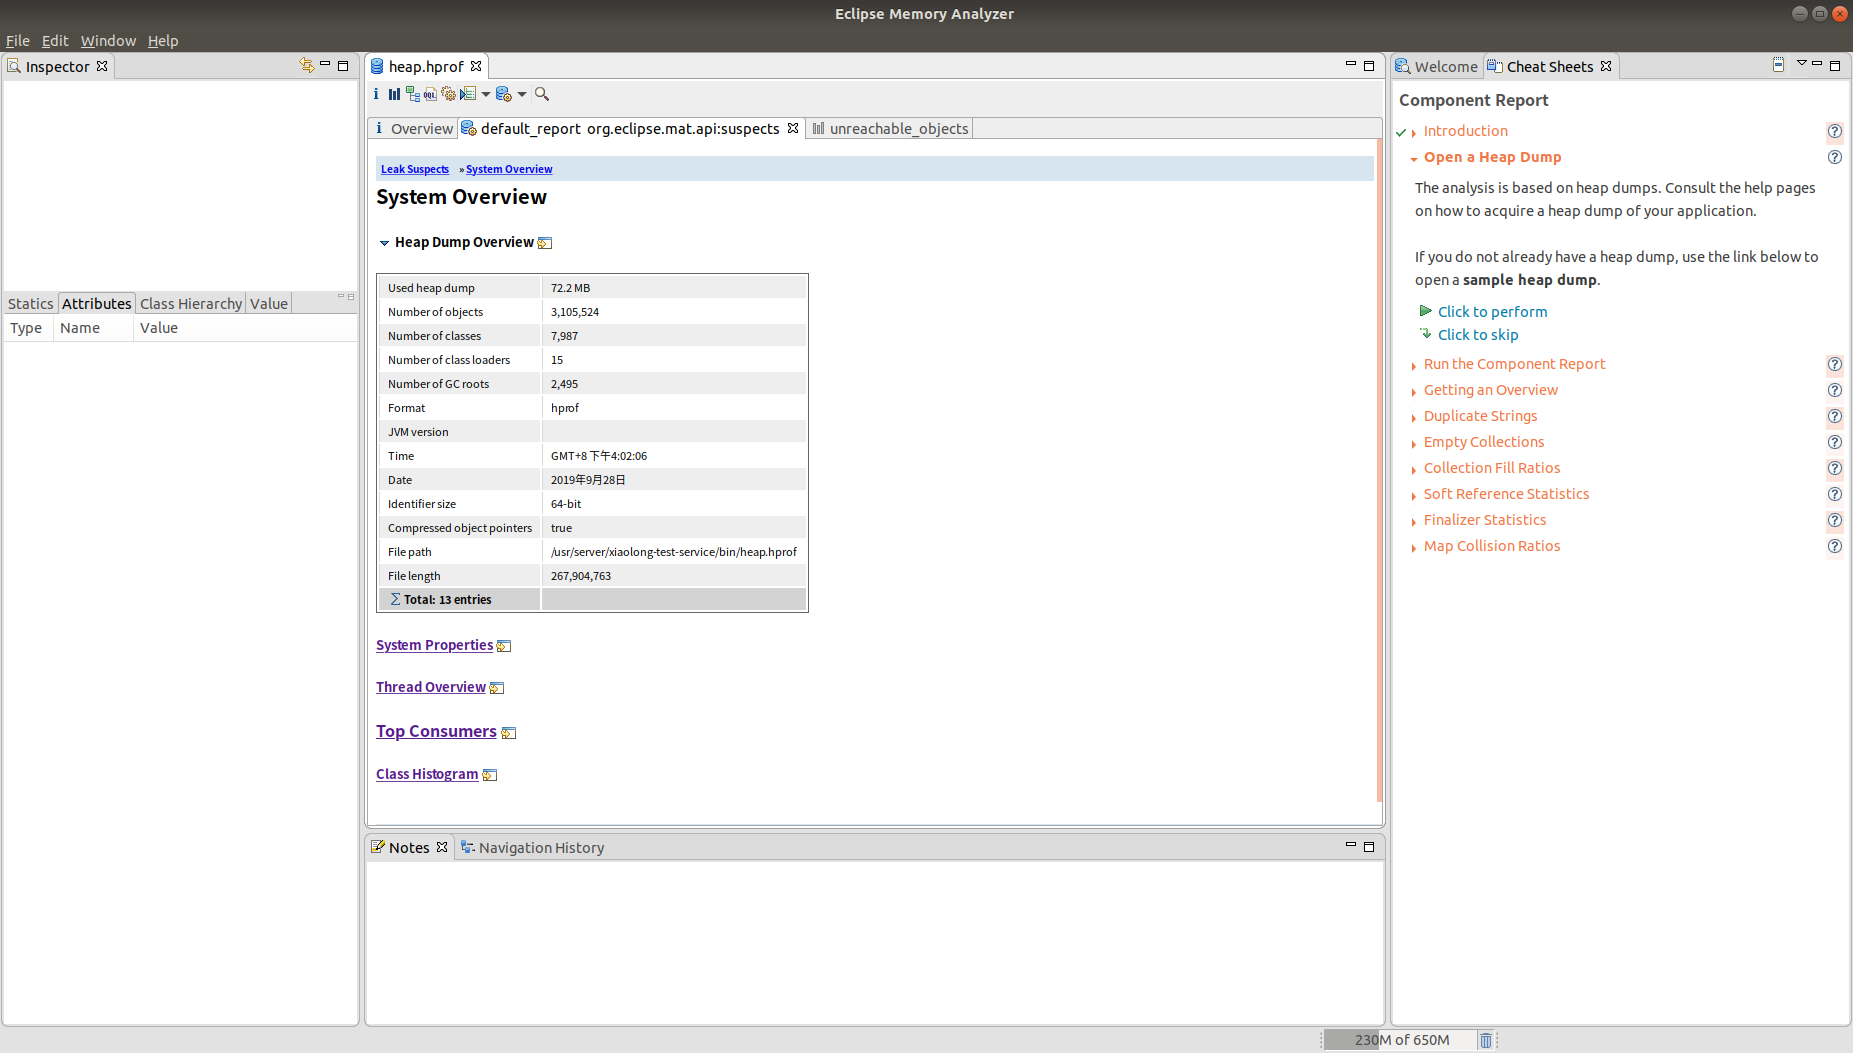 Eclipse Memory Analyzer
File Edit Window Help
Inspector
Statics Attributes Class Hierarchy Value
Type Name Value
heap.hprof
i OQL
i Overview default_report org.eclipse.mat.api:suspects unreachable_objects
Leak Suspects » System Overview
System Overview
Heap Dump Overview
Used heap dump 72.2 MB
Number of objects 3,105,524
Number of classes 7,987
Number of class loaders 15
Number of GC roots 2,495
Format hprof
JVM version
Time GMT+8 下午4:02:06
Date 2019年9月28日
Identifier size 64-bit
Compressed object pointers true
File path /usr/server/xiaolong-test-service/bin/heap.hprof
File length 267,904,763
∑ Total: 13 entries
System Properties
Thread Overview
Top Consumers
Class Histogram
Notes Navigation History
Welcome Cheat Sheets
Component Report
Introduction
Open a Heap Dump
The analysis is based on heap dumps. Consult the help pages
on how to acquire a heap dump of your application.
If you do not already have a heap dump, use the link below to
open a sample heap dump.
Click to perform
Click to skip
Run the Component Report
Getting an Overview
Duplicate Strings
Empty Collections
Collection Fill Ratios
Soft Reference Statistics
Finalizer Statistics
Map Collision Ratios
230M of 650M